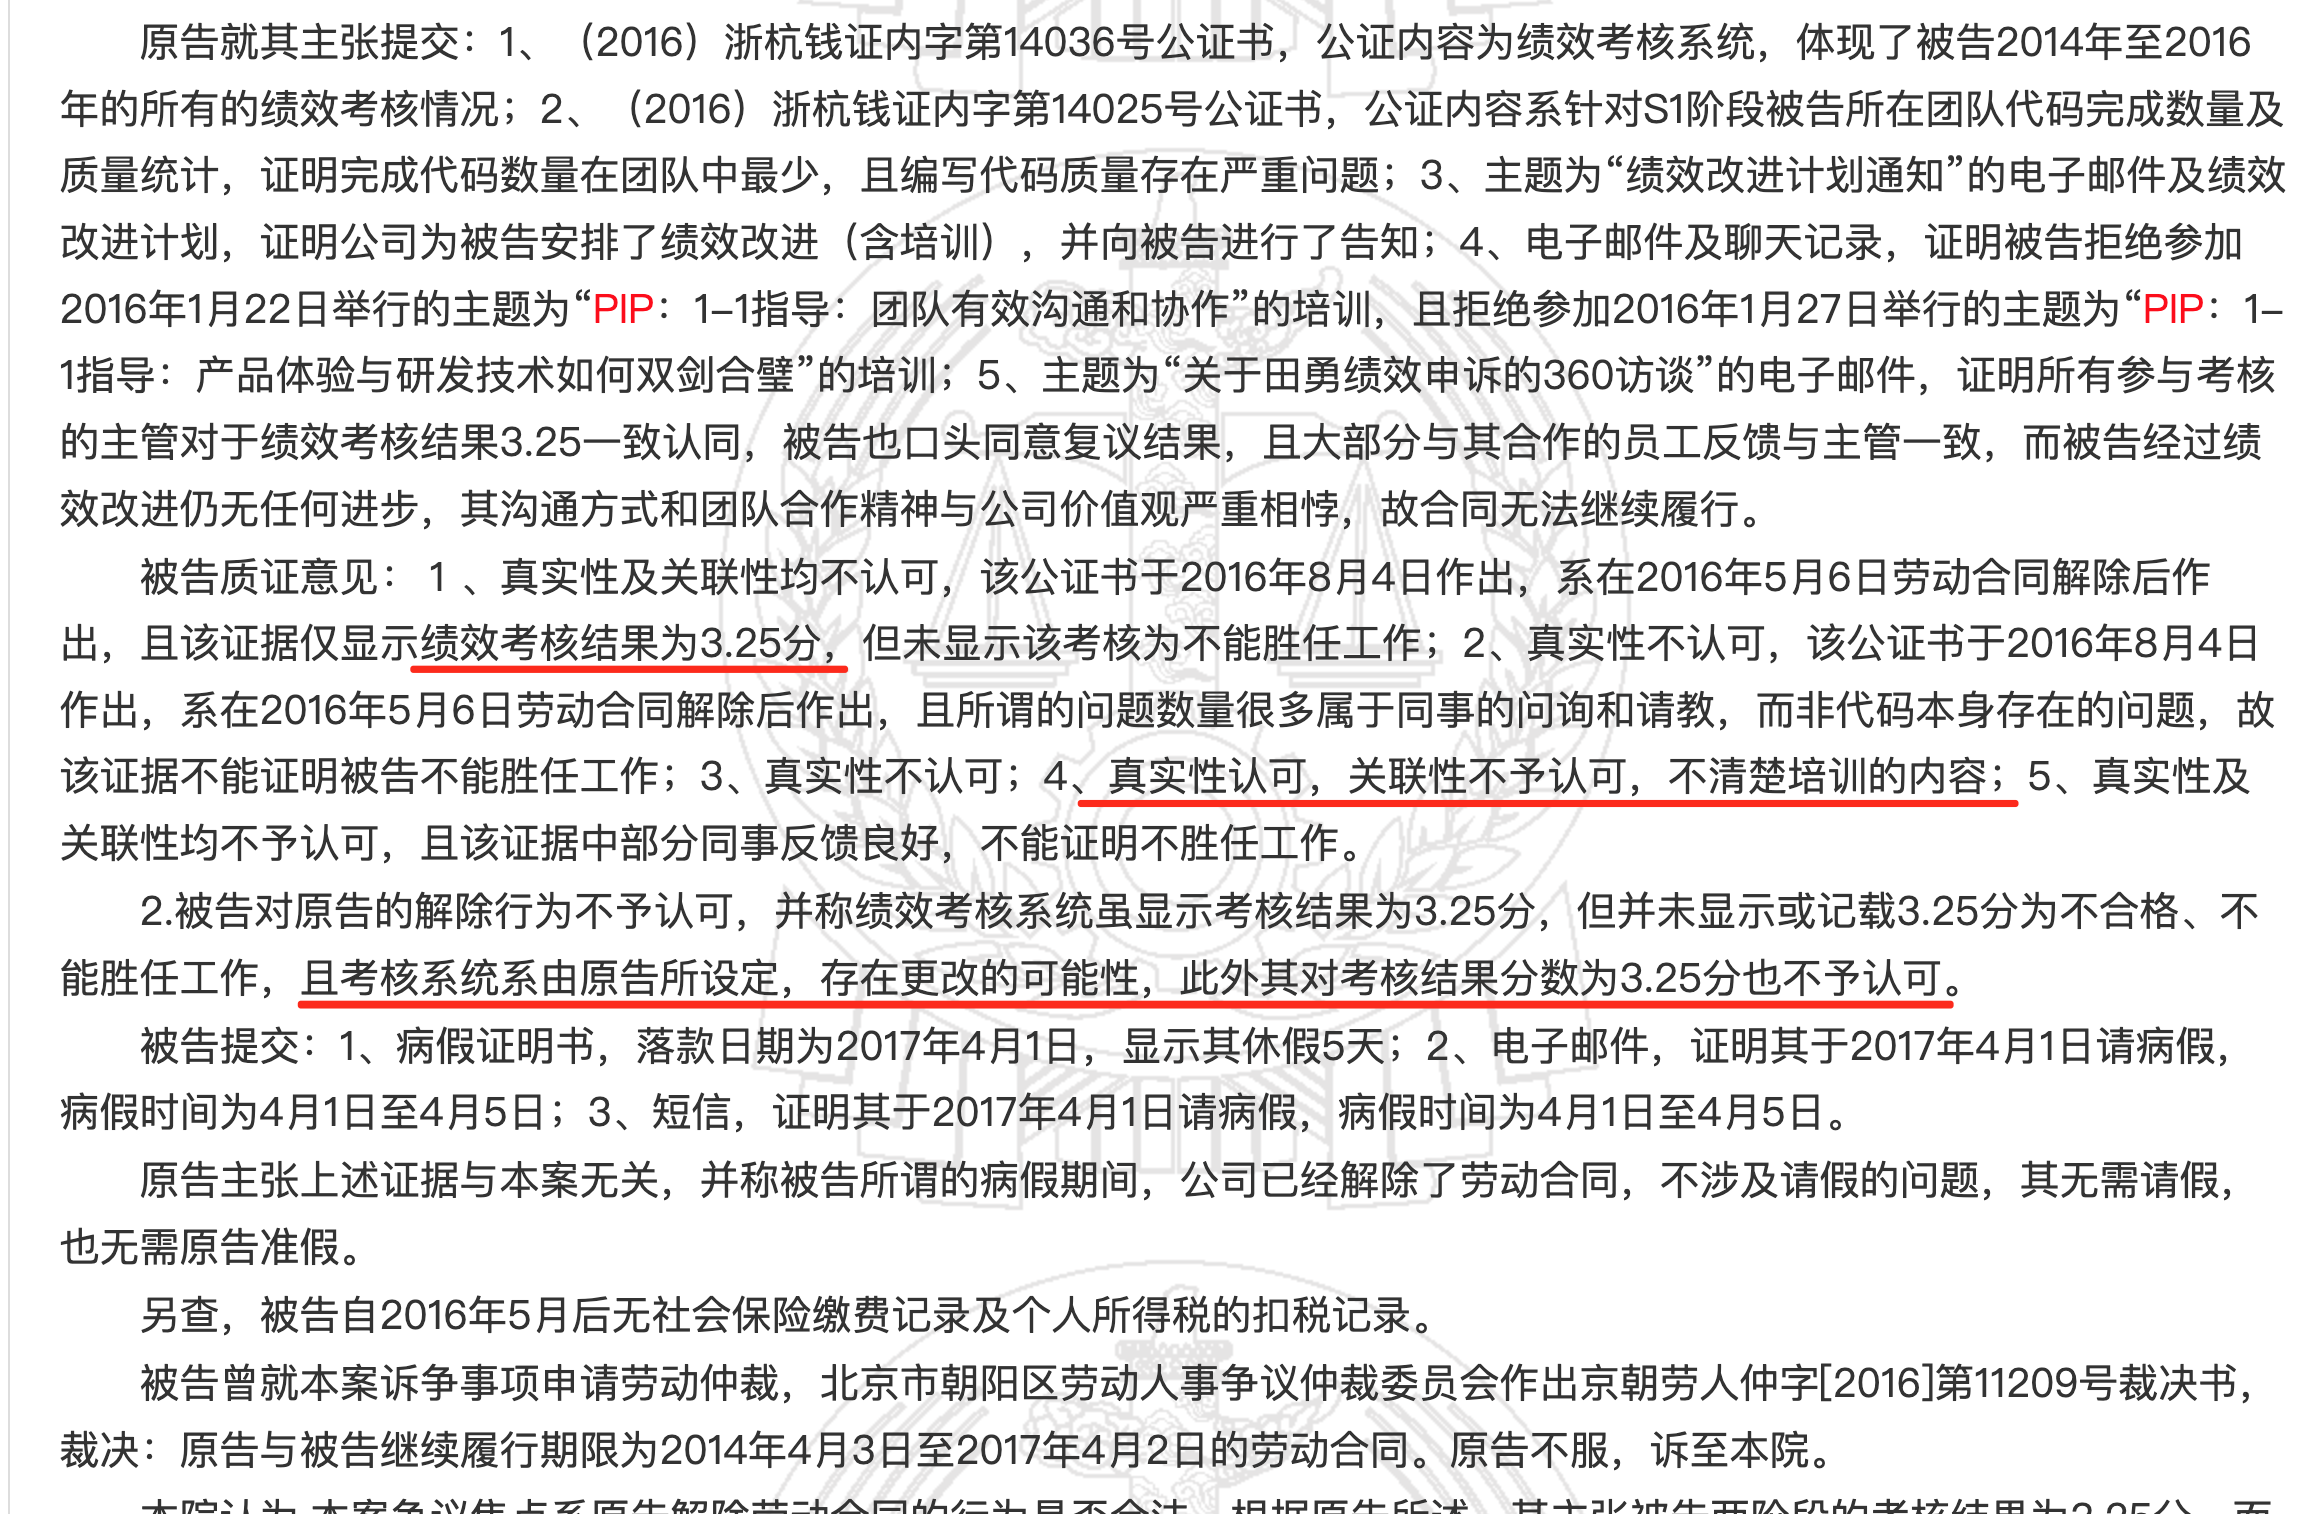 原告就其主张提交：1、（2016）浙杭钱证内字第14036号公证书，公证内容为绩效考核系统，体现了被告2014年至2016
年的所有的绩效考核情况；2、（2016）浙杭钱证内字第14025号公证书，公证内容系针对S1阶段被告所在团队代码完成数量及
质量统计，证明完成代码数量在团队中最少，且编写代码质量存在严重问题；3、主题为“绩效改进计划通知”的电子邮件及绩效
改进计划，证明公司为被告安排了绩效改进（含培训），并向被告进行了告知；4、电子邮件及聊天记录，证明被告拒绝参加
2016年1月22日举行的主题为“PIP：1–1指导：团队有效沟通和协作”的培训，且拒绝参加2016年1月27日举行的主题为“PIP：1–
1指导：产品体验与研发技术如何双剑合璧”的培训；5、主题为“关于田勇绩效申诉的360访谈”的电子邮件，证明所有参与考核
的主管对于绩效考核结果3.25一致认同，被告也口头同意复议结果，且大部分与其合作的员工反馈与主管一致，而被告经过绩
效改进仍无任何进步，其沟通方式和团队合作精神与公司价值观严重相悖，故合同无法继续履行。
被告质证意见： 1 、真实性及关联性均不认可，该公证书于2016年8月4日作出，系在2016年5月6日劳动合同解除后作
出，且该证据仅显示绩效考核结果为3.25分，但未显示该考核为不能胜任工作；2、真实性不认可，该公证书于2016年8月4日
作出，系在2016年5月6日劳动合同解除后作出，且所谓的问题数量很多属于同事的问询和请教，而非代码本身存在的问题，故
该证据不能证明被告不能胜任工作；3、真实性不认可；4、真实性认可，关联性不予认可，不清楚培训的内容；5、真实性及
关联性均不予认可，且该证据中部分同事反馈良好，不能证明不胜任工作。
2.被告对原告的解除行为不予认可，并称绩效考核系统虽显示考核结果为3.25分，但并未显示或记载3.25分为不合格、不
能胜任工作，且考核系统系由原告所设定，存在更改的可能性，此外其对考核结果分数为3.25分也不予认可。
被告提交：1、病假证明书，落款日期为2017年4月1日，显示其休假5天；2、电子邮件，证明其于2017年4月1日请病假，
病假时间为4月1日至4月5日；3、短信，证明其于2017年4月1日请病假，病假时间为4月1日至4月5日。
原告主张上述证据与本案无关，并称被告所谓的病假期间，公司已经解除了劳动合同，不涉及请假的问题，其无需请假，
也无需原告准假。
另查，被告自2016年5月后无社会保险缴费记录及个人所得税的扣税记录。
被告曾就本案诉争事项申请劳动仲裁，北京市朝阳区劳动人事争议仲裁委员会作出京朝劳人仲字[2016]第11209号裁决书，
裁决：原告与被告继续履行期限为2014年4月3日至2017年4月2日的劳动合同。原告不服，诉至本院。
本院认为,本案争议焦点系原告解除劳动合同的行为是否合法。根据原告所述，其主张被告两阶段的考核结果为3.25分，而